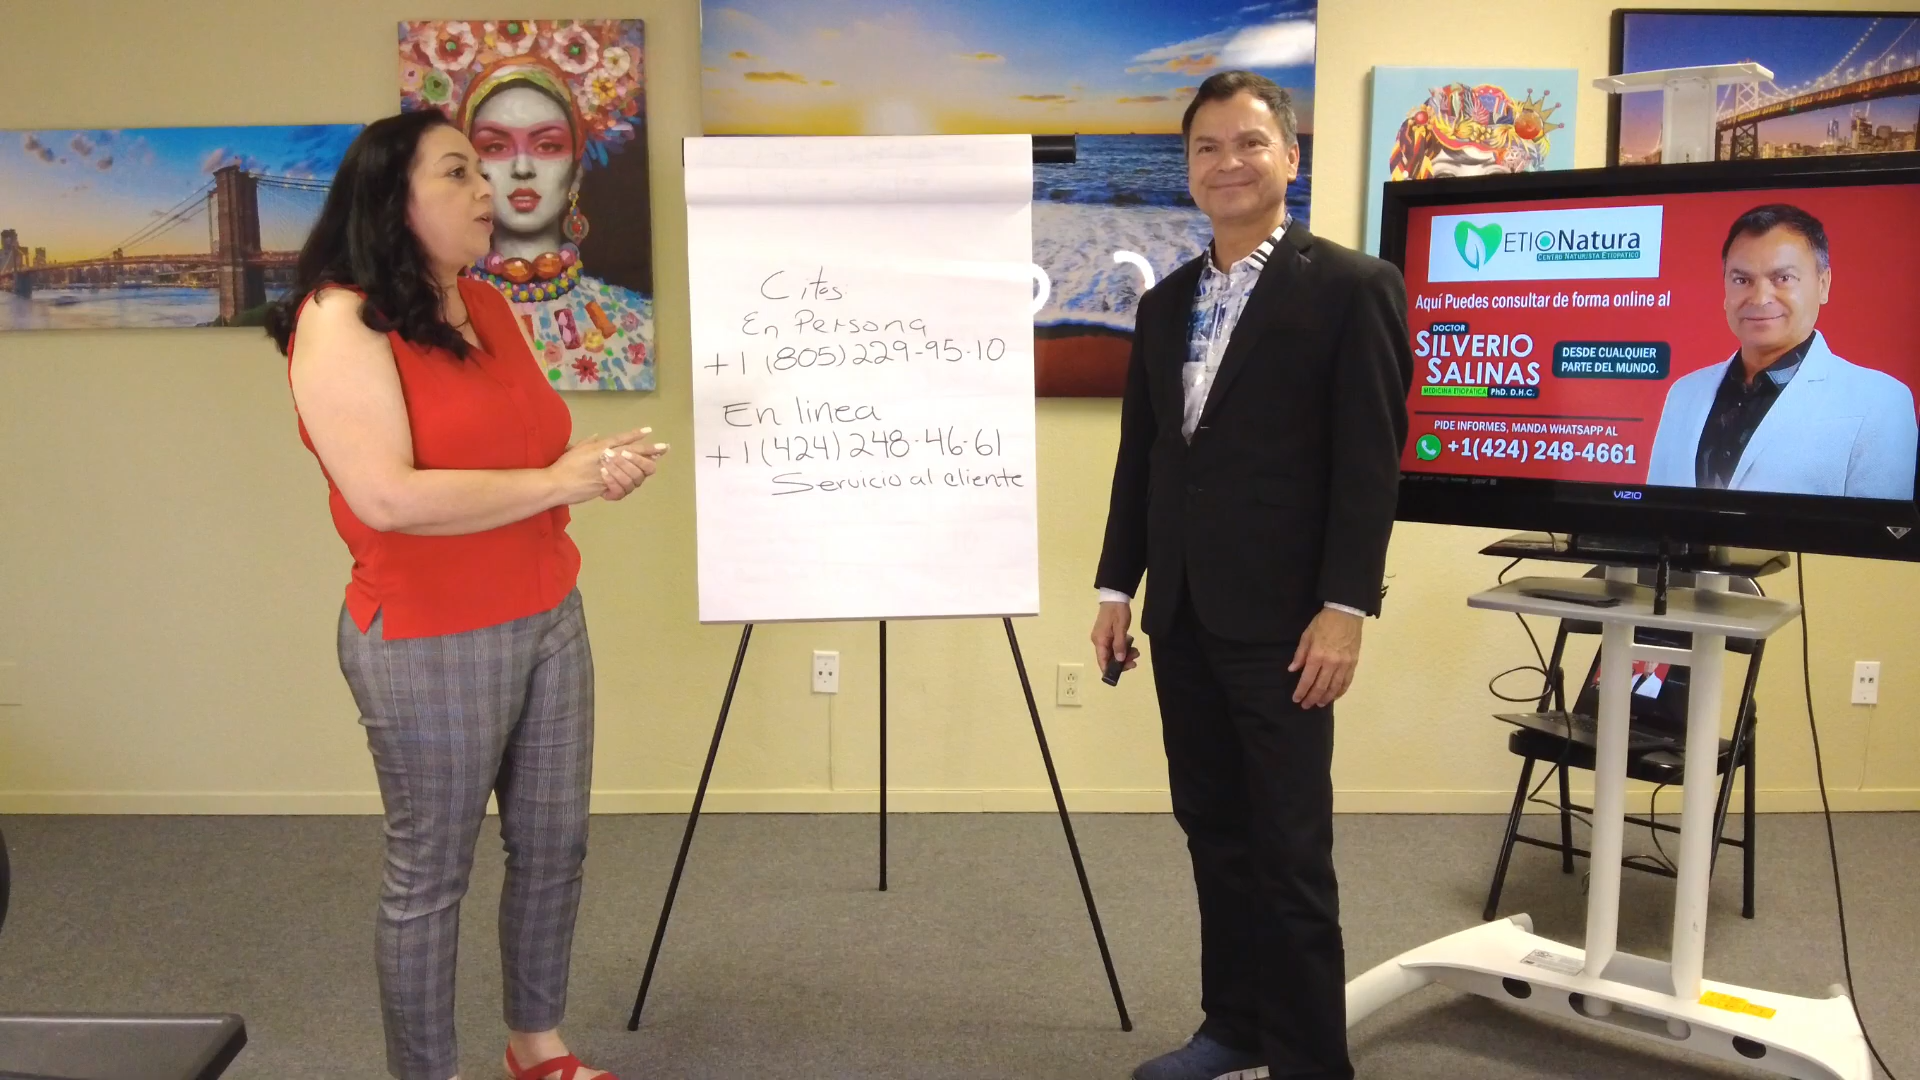 Citas
En Persona
+1 (805) 229-95-10
En linea
+1 (424) 248-46-61
Servicio al cliente
ETIONatura
CENTRO NATURISTA ETIOPATICO
Aquí Puedes consultar de forma online al
DOCTOR
SILVERIO
SALINAS
MEDICINA ETIOPATICA PhD. D.H.C.
DESDE CUALQUIER
PARTE DEL MUNDO.
PIDE INFORMES, MANDA WHATSAPP AL
+1(424) 248-4661
VIZIO